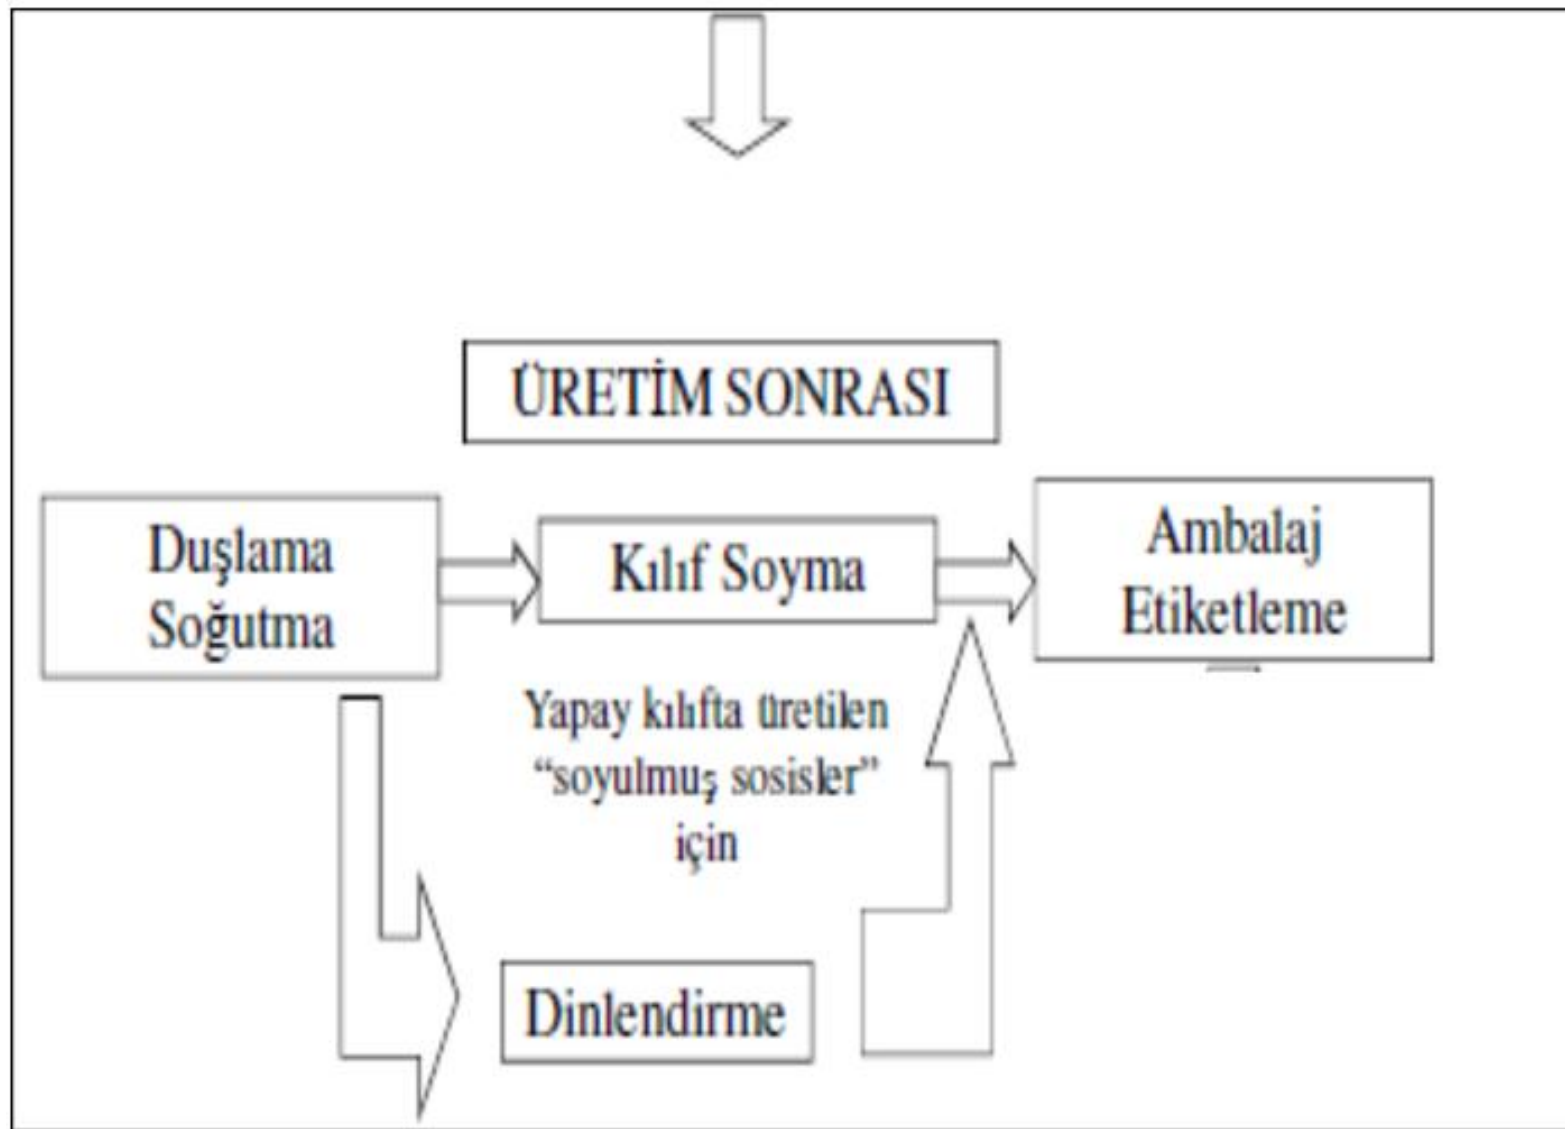 ÜRETİM SONRASI
Duşlama
Soğutma
Kılıf Soyma
Ambalaj
Etiketleme
Yapay kılıfta üretilen
“soyulmuş sosisler”
için
Dinlendirme